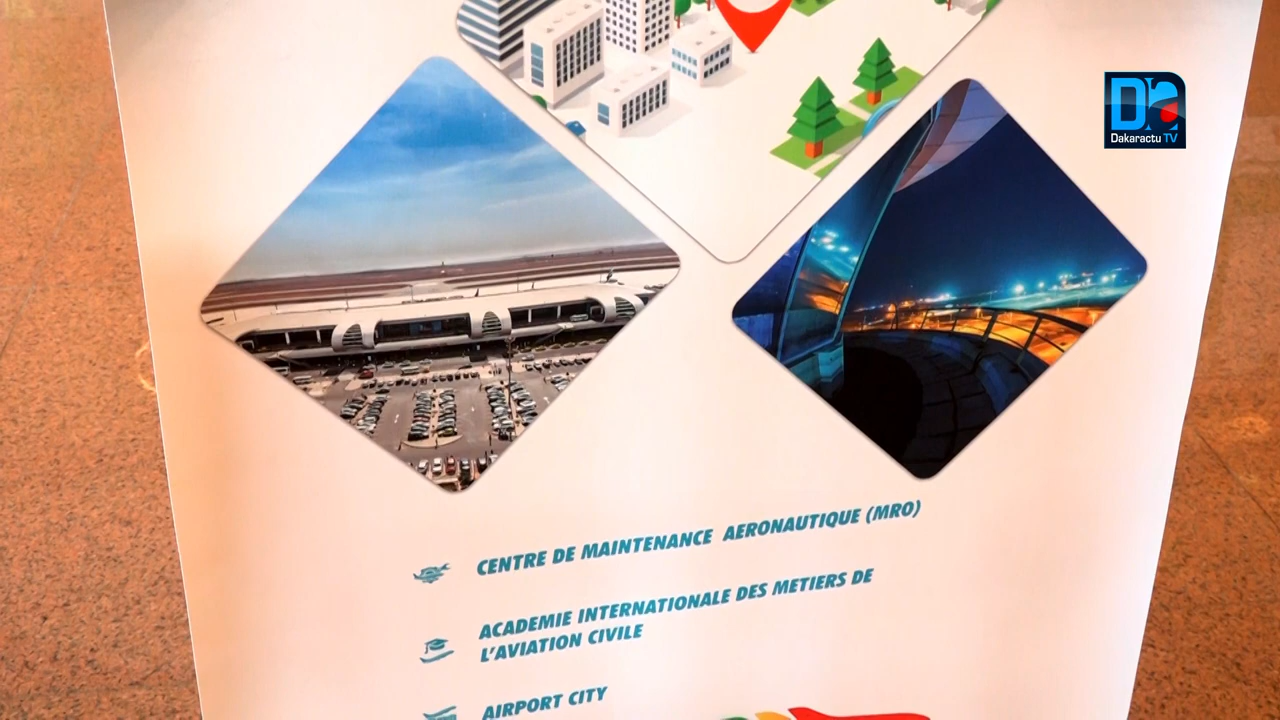 Dakaractu TV
CENTRE DE MAINTENANCE AERONAUTIQUE (MRO)
ACADEMIE INTERNATIONALE DES METIERS DE
L'AVIATION CIVILE
AIRPORT CITY